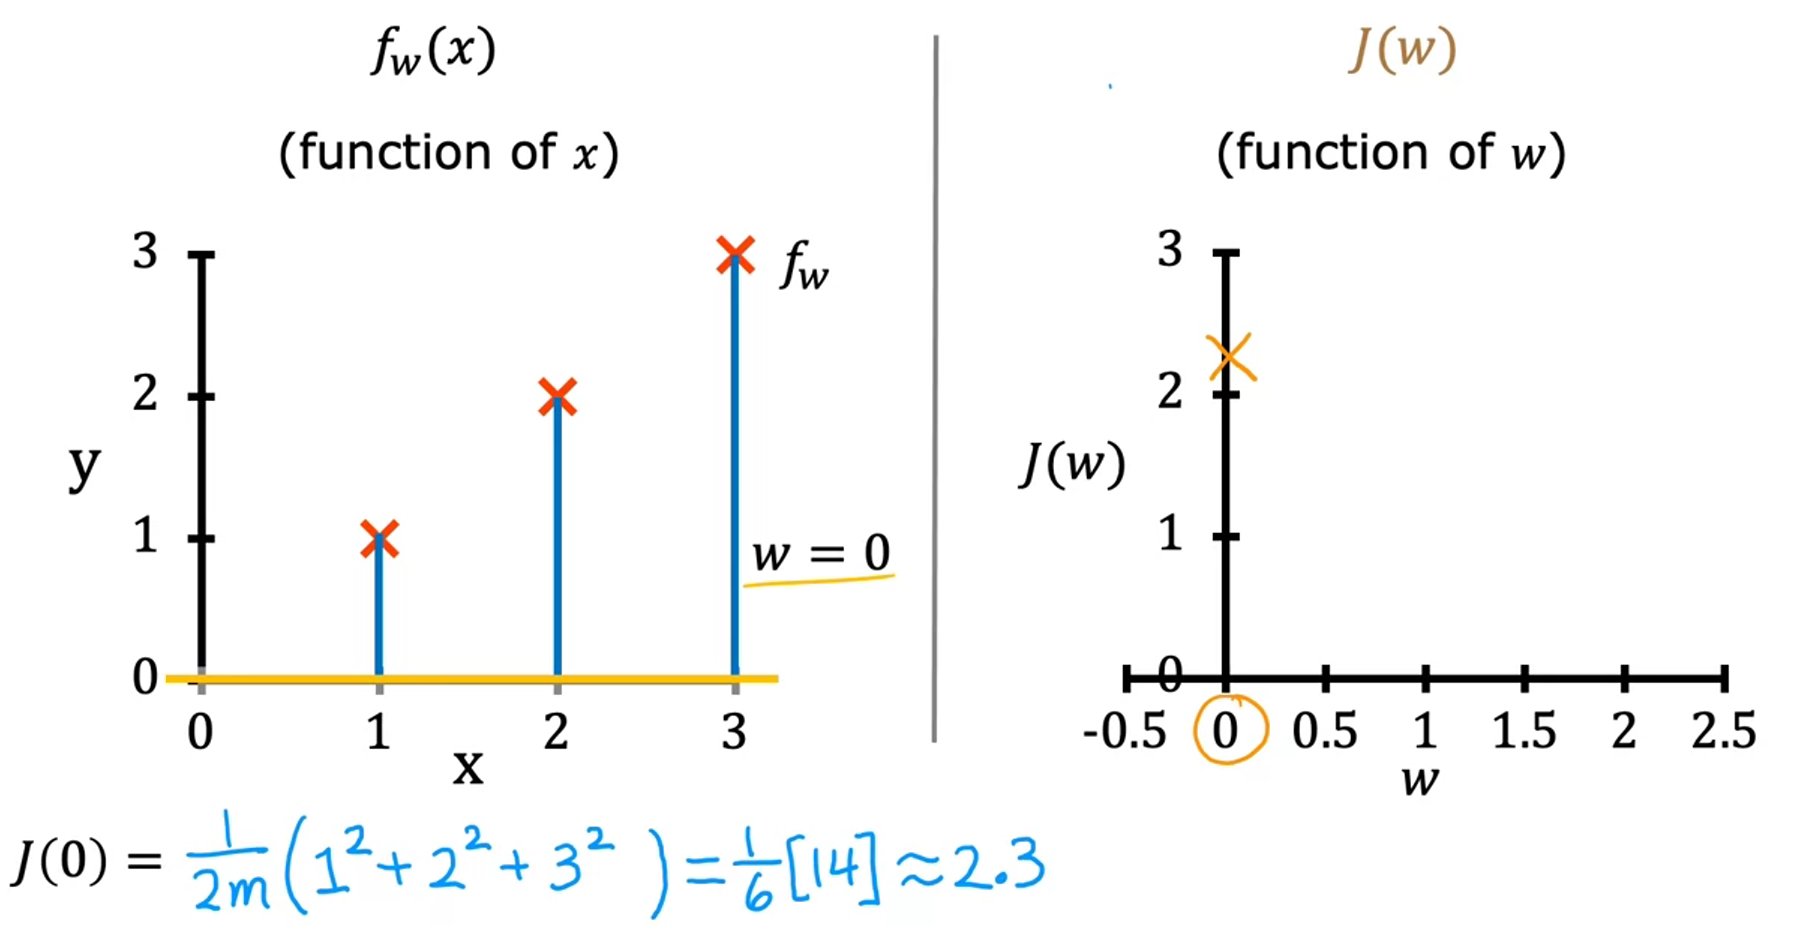 f_w(x)
(function of x)
3
f_w
2
y
1
w = 0
0
0 1 2 3
x
J(w)
(function of w)
3
2
J(w)
1
0
-0.5 0 0.5 1 1.5 2 2.5
w
J(0) = 1/2m (1² + 2² + 3² ) = 1/6 [14] ≈ 2.3